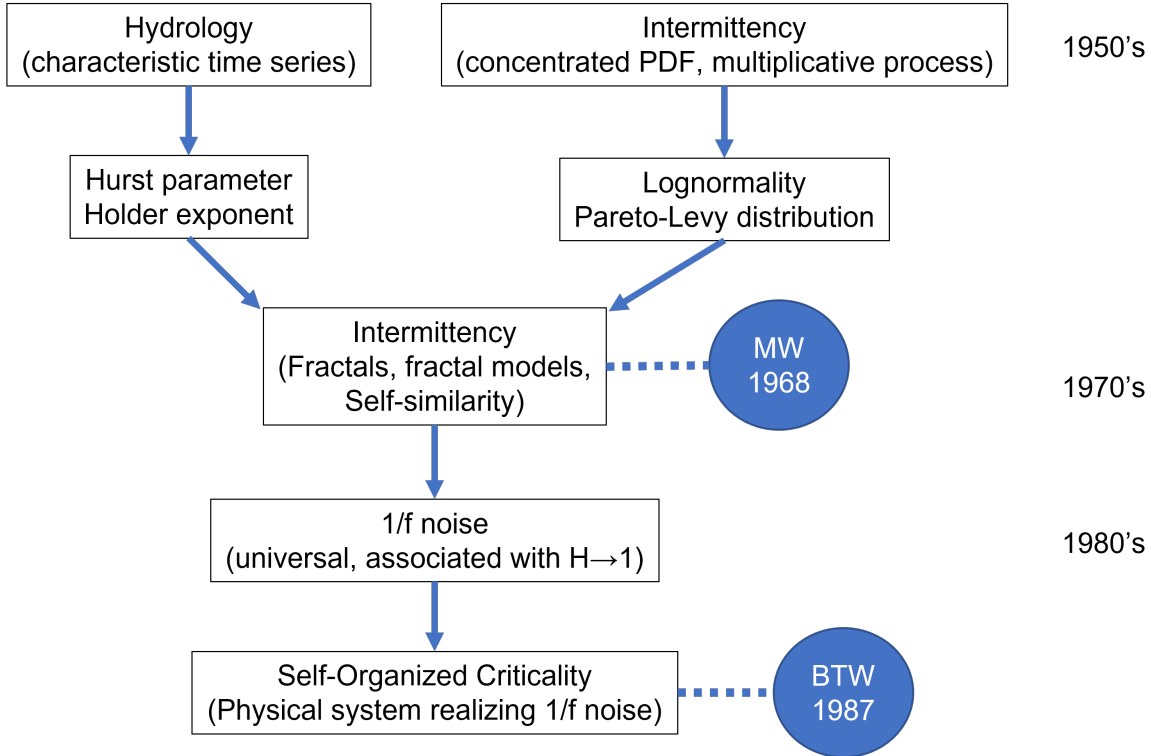 Hydrology
(characteristic time series)
Intermittency
(concentrated PDF, multiplicative process)
1950's
Hurst parameter
Holder exponent
Lognormality
Pareto-Levy distribution
Intermittency
(Fractals, fractal models,
Self-similarity)
MW
1968
1970's
1/f noise
(universal, associated with H→1)
1980's
Self-Organized Criticality
(Physical system realizing 1/f noise)
BTW
1987